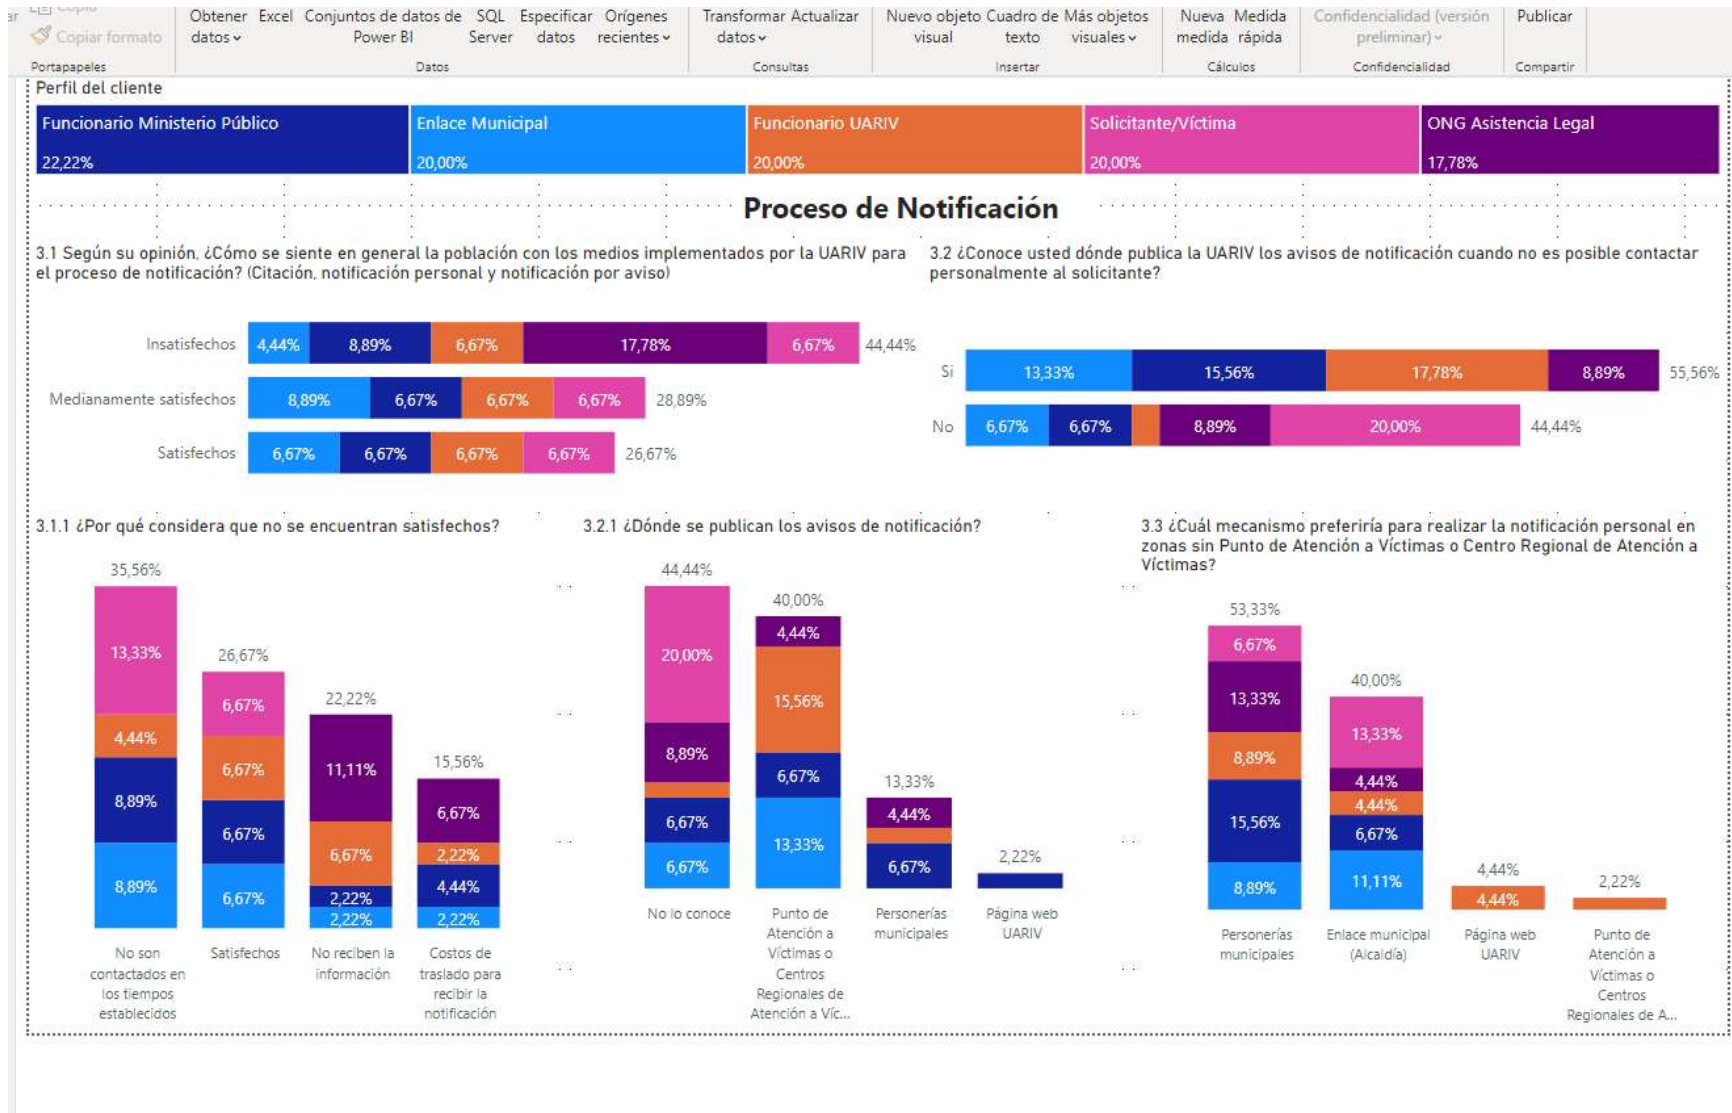 Copia
Copiar formato
Portapapeles
Obtener datos
Excel
Conjuntos de datos de Power BI
SQL Server
Especificar datos
Orígenes recientes
Datos
Transformar datos
Actualizar
Consultas
Nuevo objeto visual
Cuadro de texto
Más objetos visuales
Insertar
Nueva medida
Medida rápida
Cálculos
Confidencialidad (versión preliminar)
Confidencialidad
Publicar
Compartir
Perfil del cliente
Funcionario Ministerio Público
22,22%
Enlace Municipal
20,00%
Funcionario UARIV
20,00%
Solicitante/Víctima
20,00%
ONG Asistencia Legal
17,78%
Proceso de Notificación
3.1 Según su opinión, ¿Cómo se siente en general la población con los medios implementados por la UARIV para
el proceso de notificación? (Citación, notificación personal y notificación por aviso)
Insatisfechos 4,44% 8,89% 6,67% 17,78% 6,67% 44,44%
Medianamente satisfechos 8,89% 6,67% 6,67% 6,67% 28,89%
Satisfechos 6,67% 6,67% 6,67% 6,67% 26,67%
3.2 ¿Conoce usted dónde publica la UARIV los avisos de notificación cuando no es posible contactar
personalmente al solicitante?
Si 13,33% 15,56% 17,78% 8,89% 55,56%
No 6,67% 6,67% 8,89% 20,00% 44,44%
3.1.1 ¿Por qué considera que no se encuentran satisfechos?
35,56%
13,33%
4,44%
8,89%
8,89%
No son
contactados en
los tiempos
establecidos
26,67%
6,67%
6,67%
6,67%
6,67%
Satisfechos
22,22%
11,11%
6,67%
2,22%
2,22%
No reciben la
información
15,56%
6,67%
2,22%
4,44%
2,22%
Costos de
traslado para
recibir la
notificación
3.2.1 ¿Dónde se publican los avisos de notificación?
44,44%
20,00%
8,89%
6,67%
6,67%
No lo conoce
40,00%
4,44%
15,56%
6,67%
13,33%
Punto de
Atención a
Víctimas o
Centros
Regionales de
Atención a Víc...
13,33%
4,44%
6,67%
Personerías
municipales
2,22%
Página web
UARIV
3.3 ¿Cuál mecanismo preferiría para realizar la notificación personal en
zonas sin Punto de Atención a Víctimas o Centro Regional de Atención a
Víctimas?
53,33%
6,67%
13,33%
8,89%
15,56%
8,89%
Personerías
municipales
40,00%
13,33%
4,44%
4,44%
6,67%
11,11%
Enlace municipal
(Alcaldía)
4,44%
4,44%
Página web
UARIV
2,22%
Punto de
Atención a
Víctimas o
Centros
Regionales de A...